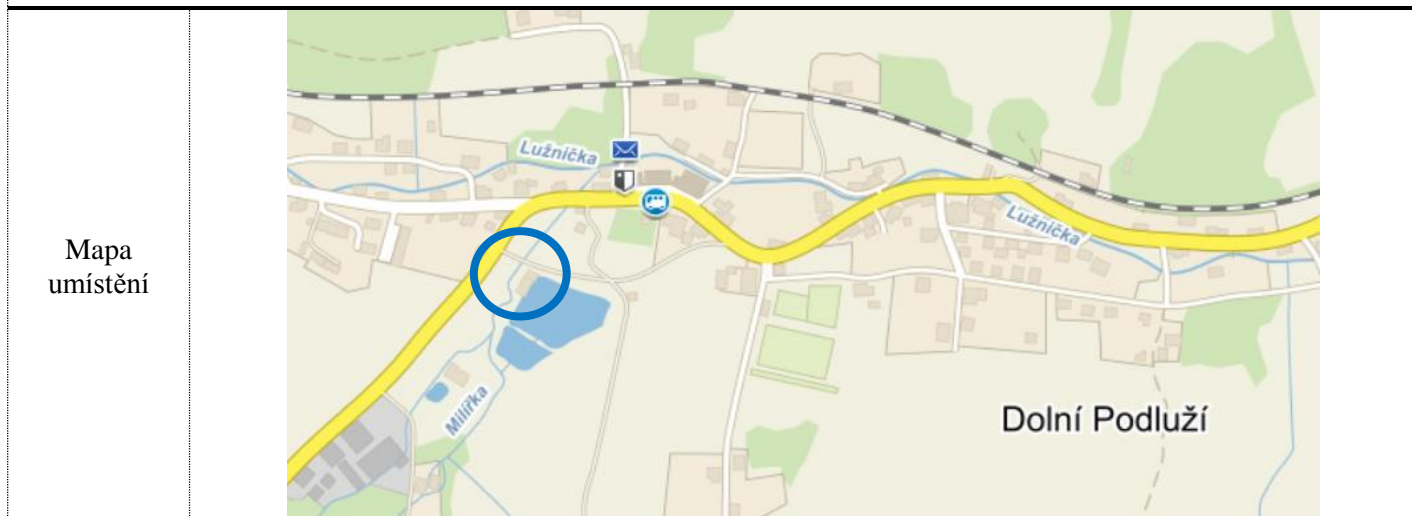 Mapa
umístění
Lužnička
Lužnička
Milířka
Dolní Podluží